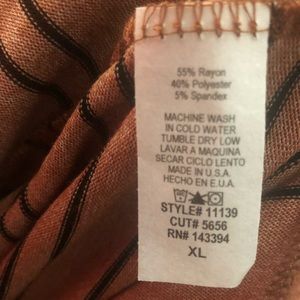 55% Rayon
40% Polyester
5% Spandex
MACHINE WASH
IN COLD WATER
TUMBLE DRY LOW
LAVAR A MAQUINA
SECAR CICLO LENTO
MADE IN U.S.A.
HECHO EN E.U.A.
STYLE# 11139
CUT# 5656
RN# 143394
XL